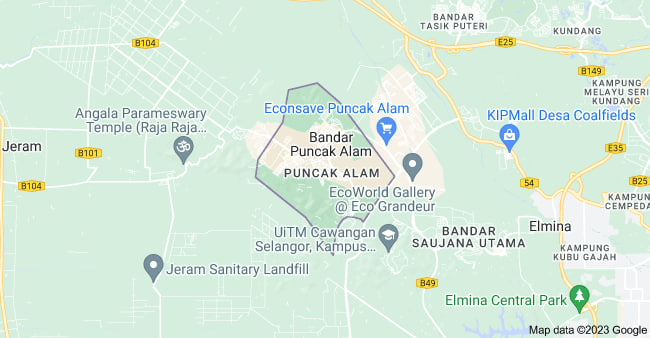 BANDAR
TASIK PUTERI
KUNDANG
B104
E25
B149
KAMPUNG
MELAYU SERI
KUNDANG
Econsave Puncak Alam
Angala Parameswary
Temple (Raja Raja...
KIPMall Desa Coalfields
Bandar
Puncak Alam
Jeram
B101
E35
PUNCAK ALAM
B104
54
B25
EcoWorld Gallery
@ Eco Grandeur
KAMPUNG
CEMPEDA
UiTM Cawangan
Selangor, Kampus...
BANDAR
SAUJANA UTAMA
Elmina
KAMPUNG
KUBU GAJAH
Jeram Sanitary Landfill
B49
Elmina Central Park
Map data ©2023 Google